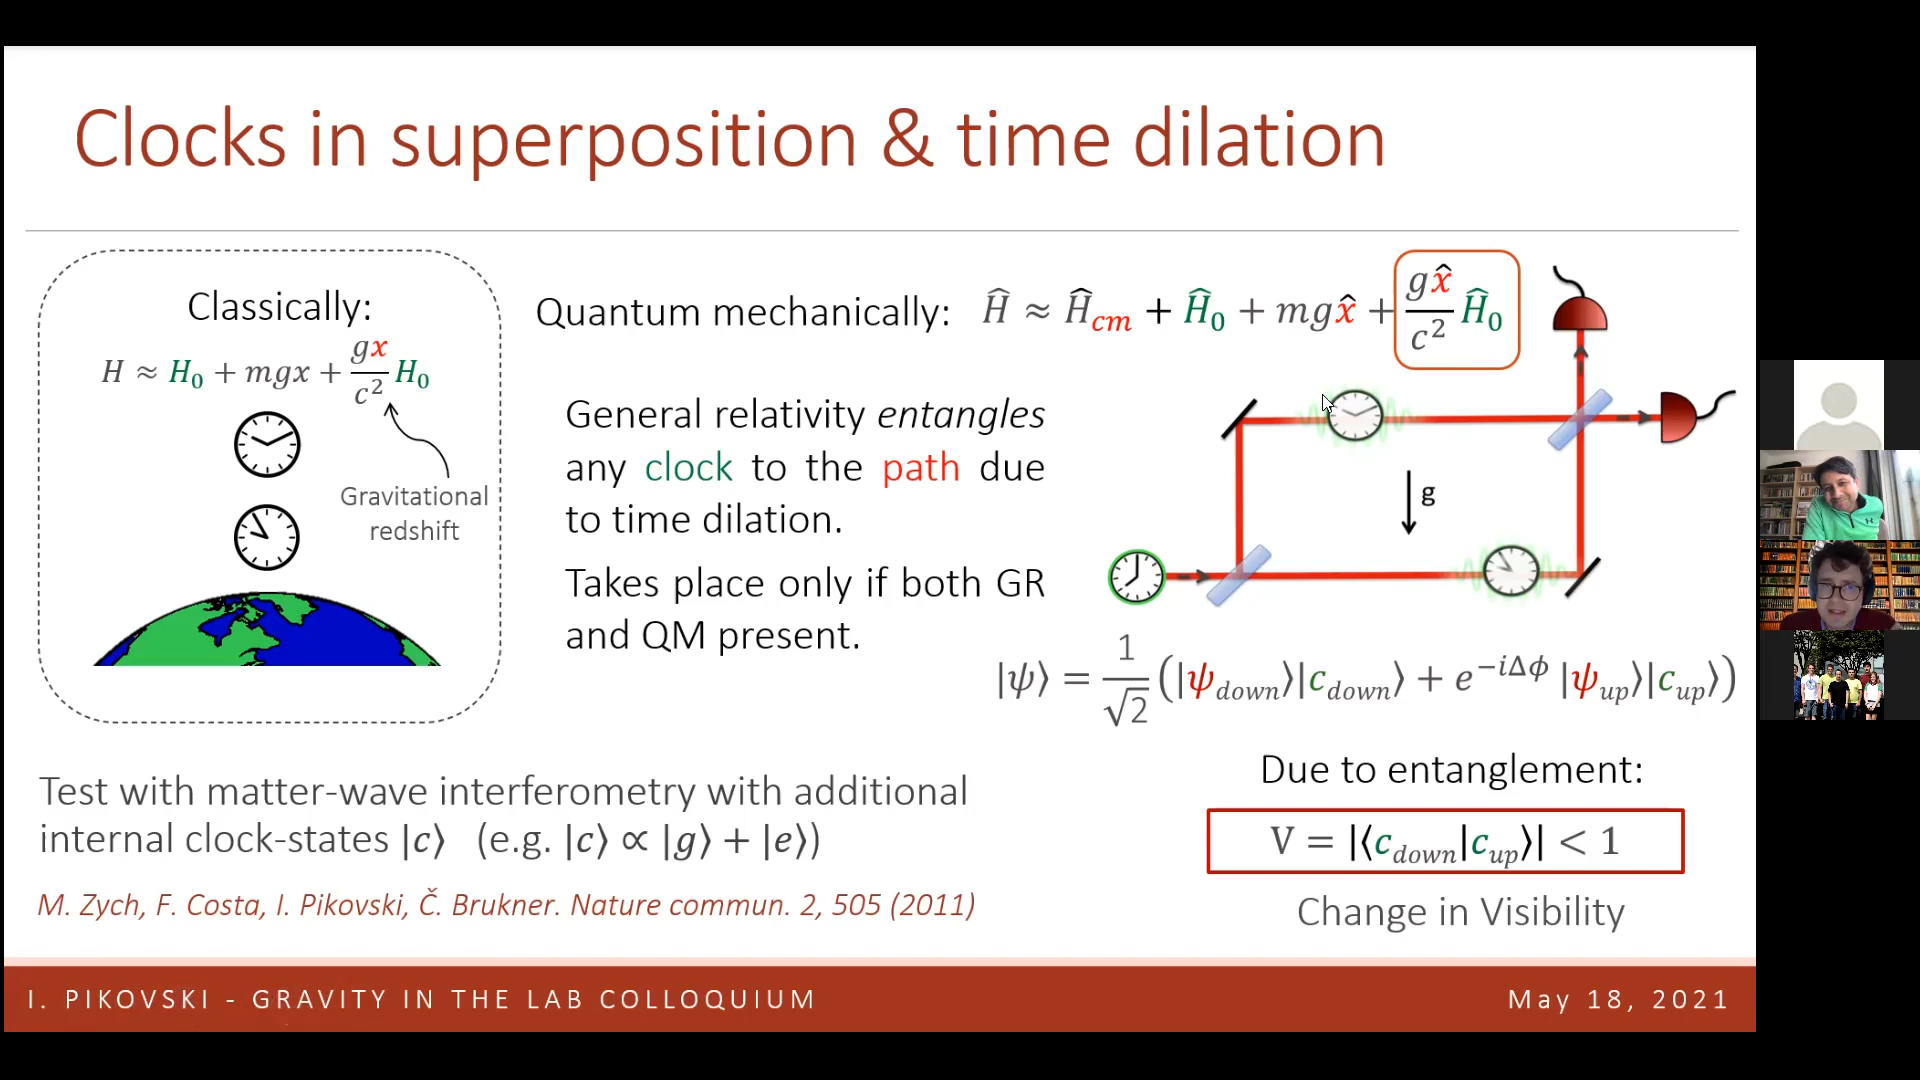 Clocks in superposition & time dilation
Classically:
H ≈ H₀ + mgx + gx/c² H₀
Gravitational
redshift
Quantum mechanically: Ĥ ≈ Ĥ_cm + Ĥ₀ + mgx̂ + gx̂/c² Ĥ₀
General relativity entangles
any clock to the path due
to time dilation.
Takes place only if both GR
and QM present.
g
|ψ⟩ = 1/√2 (|ψ_down⟩|c_down⟩ + e^{−iΔϕ} |ψ_up⟩|c_up⟩)
Test with matter-wave interferometry with additional
internal clock-states |c⟩ (e.g. |c⟩ ∝ |g⟩ + |e⟩)
M. Zych, F. Costa, I. Pikovski, Č. Brukner. Nature commun. 2, 505 (2011)
Due to entanglement:
V = |⟨c_down|c_up⟩| < 1
Change in Visibility
I. PIKOVSKI - GRAVITY IN THE LAB COLLOQUIUM
May 18, 2021